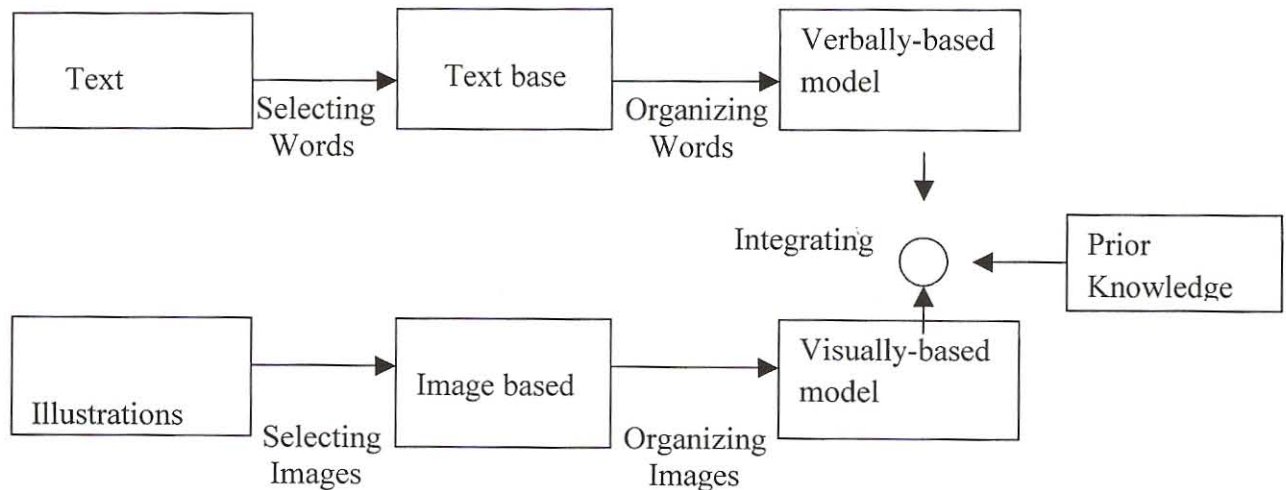 Text
Selecting
Words
Text base
Organizing
Words
Verbally-based
model
Integrating
Prior
Knowledge
Illustrations
Selecting
Images
Image based
Organizing
Images
Visually-based
model